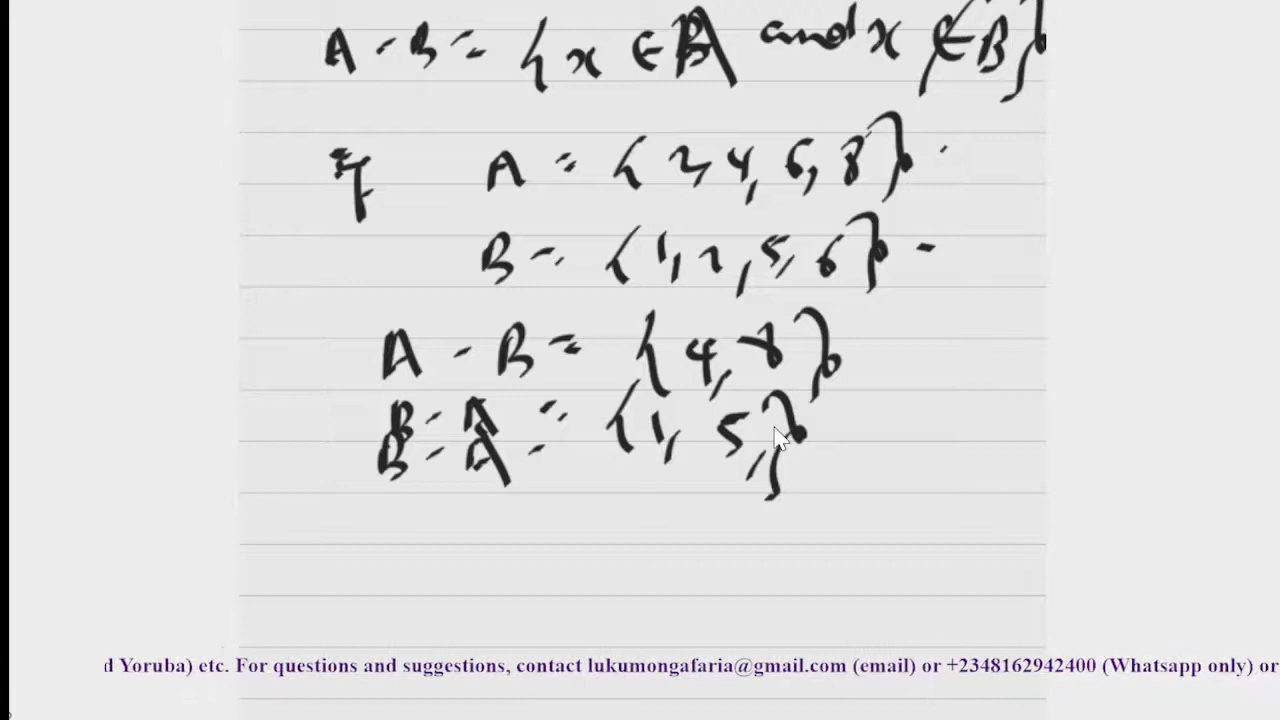 A - B = { x ∈ A and x ∉ B }
If A = { 2, 4, 6, 8 }
B = { 1, 2, 5, 6 }
A - B = { 4, 8 }
B - A = { 1, 5 }
B - A =
d Yoruba) etc. For questions and suggestions, contact lukumongafaria@gmail.com (email) or +2348162942400 (Whatsapp only) or